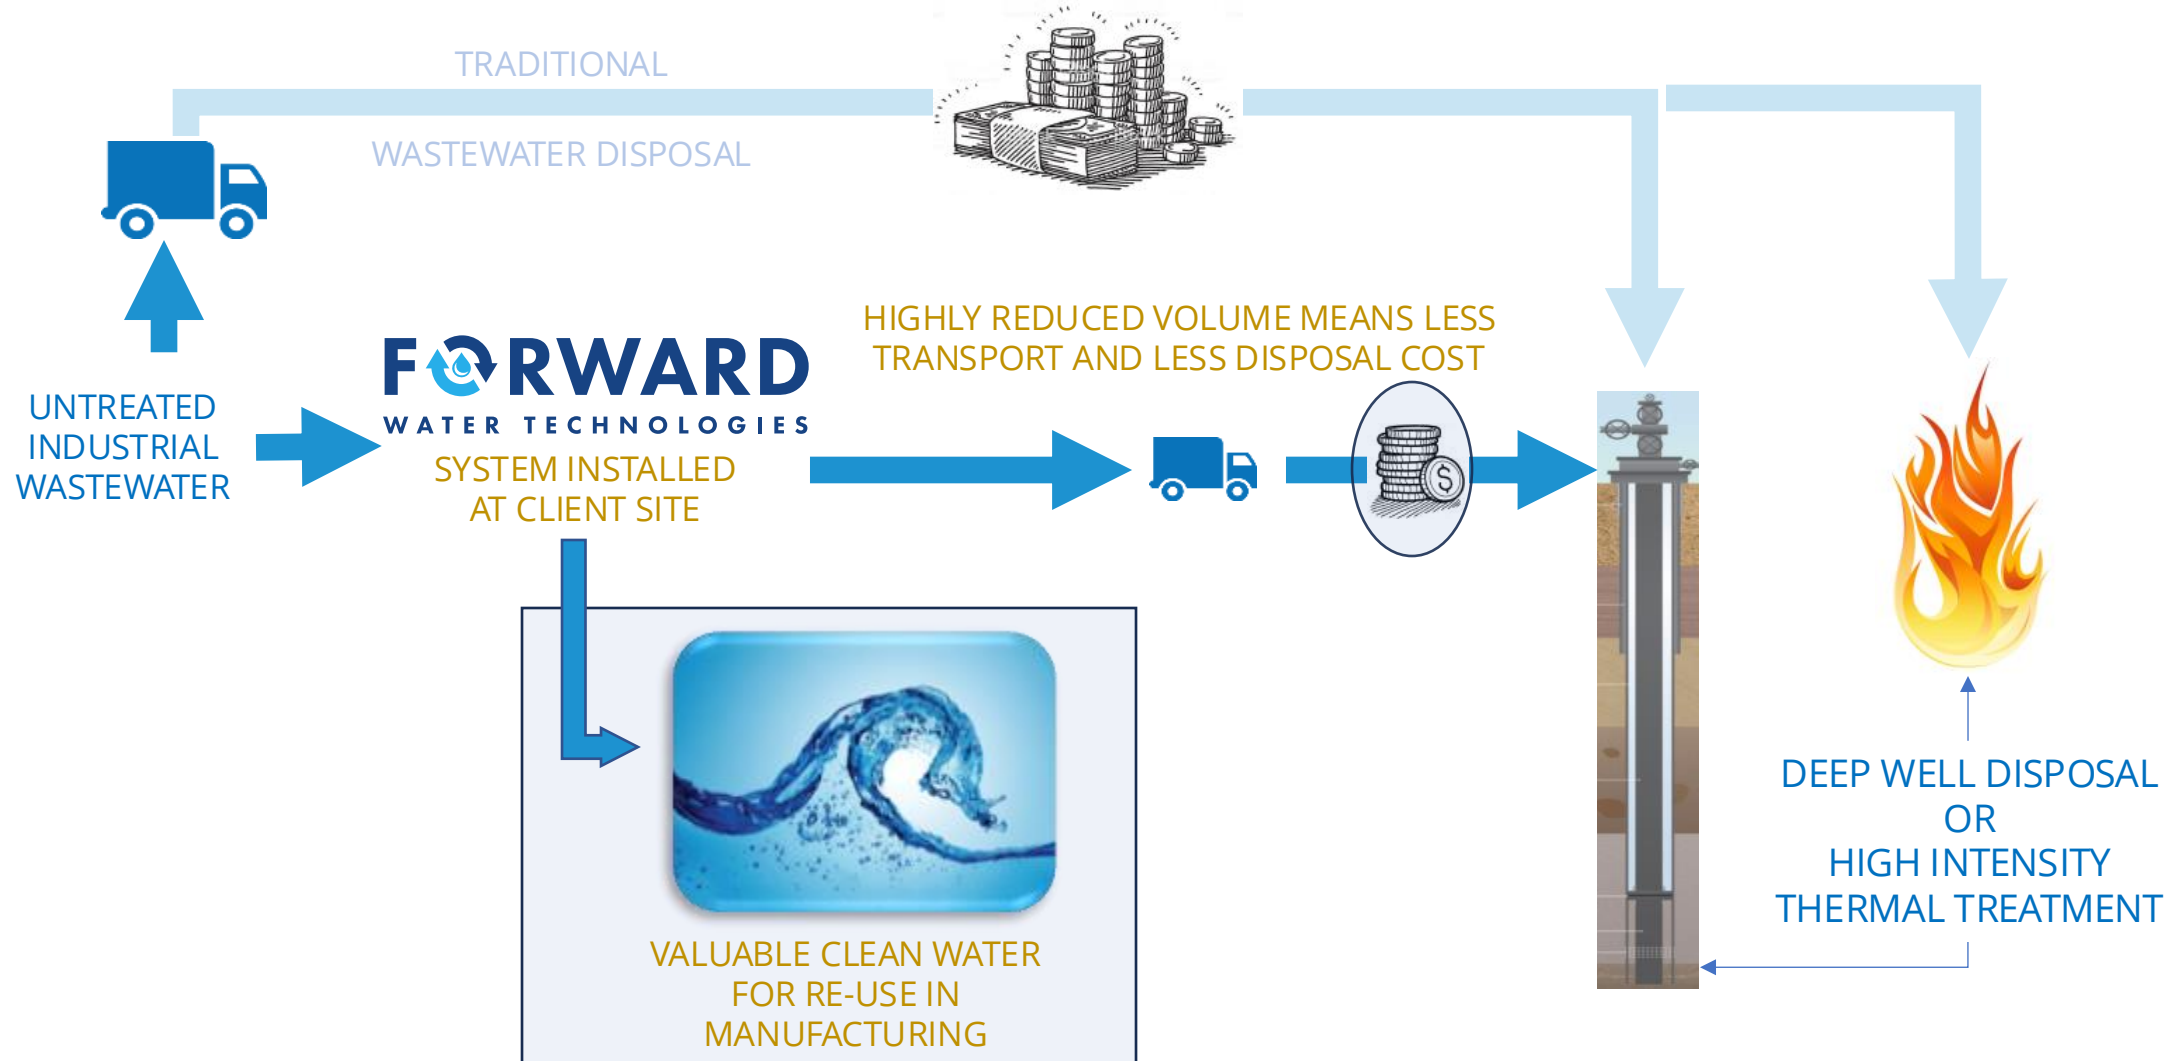 TRADITIONAL
WASTEWATER DISPOSAL
UNTREATED
INDUSTRIAL
WASTEWATER
FORWARD
WATER TECHNOLOGIES
SYSTEM INSTALLED
AT CLIENT SITE
HIGHLY REDUCED VOLUME MEANS LESS
TRANSPORT AND LESS DISPOSAL COST
$
VALUABLE CLEAN WATER
FOR RE-USE IN
MANUFACTURING
DEEP WELL DISPOSAL
OR
HIGH INTENSITY
THERMAL TREATMENT